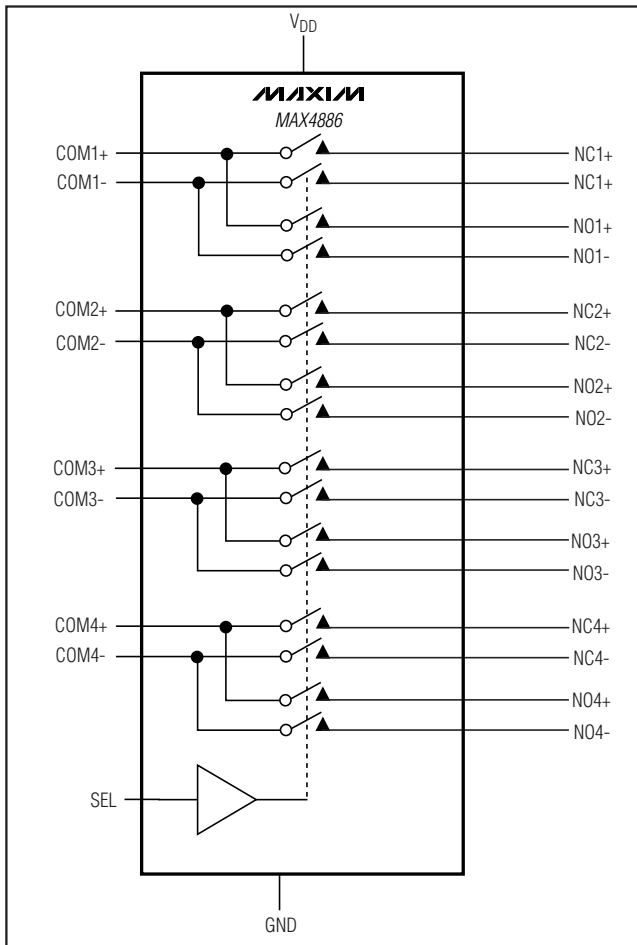 VDD
MAXIM
MAX4886
COM1+
NC1+
COM1-
NC1+
NO1+
NO1-
COM2+
NC2+
COM2-
NC2-
NO2+
NO2-
COM3+
NC3+
COM3-
NC3-
NO3+
NO3-
COM4+
NC4+
COM4-
NC4-
NO4+
NO4-
SEL
GND